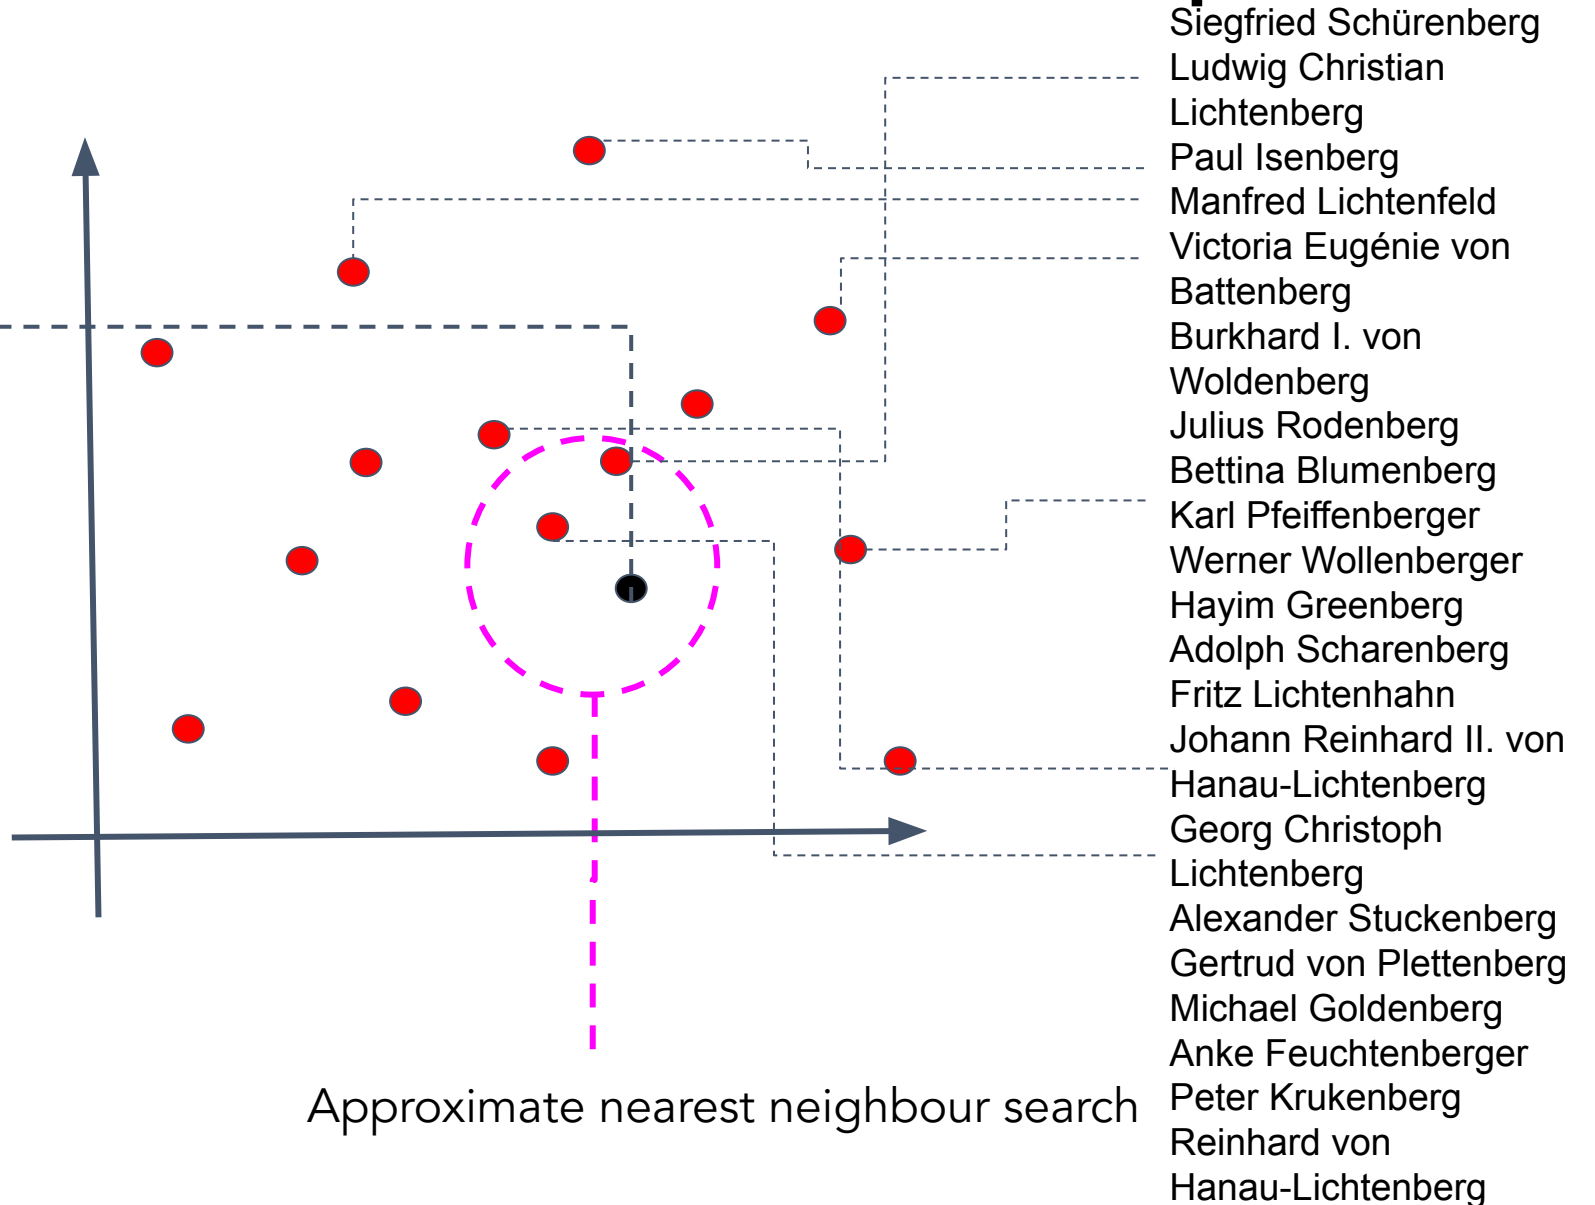 Siegfried Schürenberg
Ludwig Christian
Lichtenberg
Paul Isenberg
Manfred Lichtenfeld
Victoria Eugénie von
Battenberg
Burkhard I. von
Woldenberg
Julius Rodenberg
Bettina Blumenberg
Karl Pfeiffenberger
Werner Wollenberger
Hayim Greenberg
Adolph Scharenberg
Fritz Lichtenhahn
Johann Reinhard II. von
Hanau-Lichtenberg
Georg Christoph
Lichtenberg
Alexander Stuckenberg
Gertrud von Plettenberg
Michael Goldenberg
Anke Feuchtenberger
Peter Krukenberg
Reinhard von
Hanau-Lichtenberg
Approximate nearest neighbour search